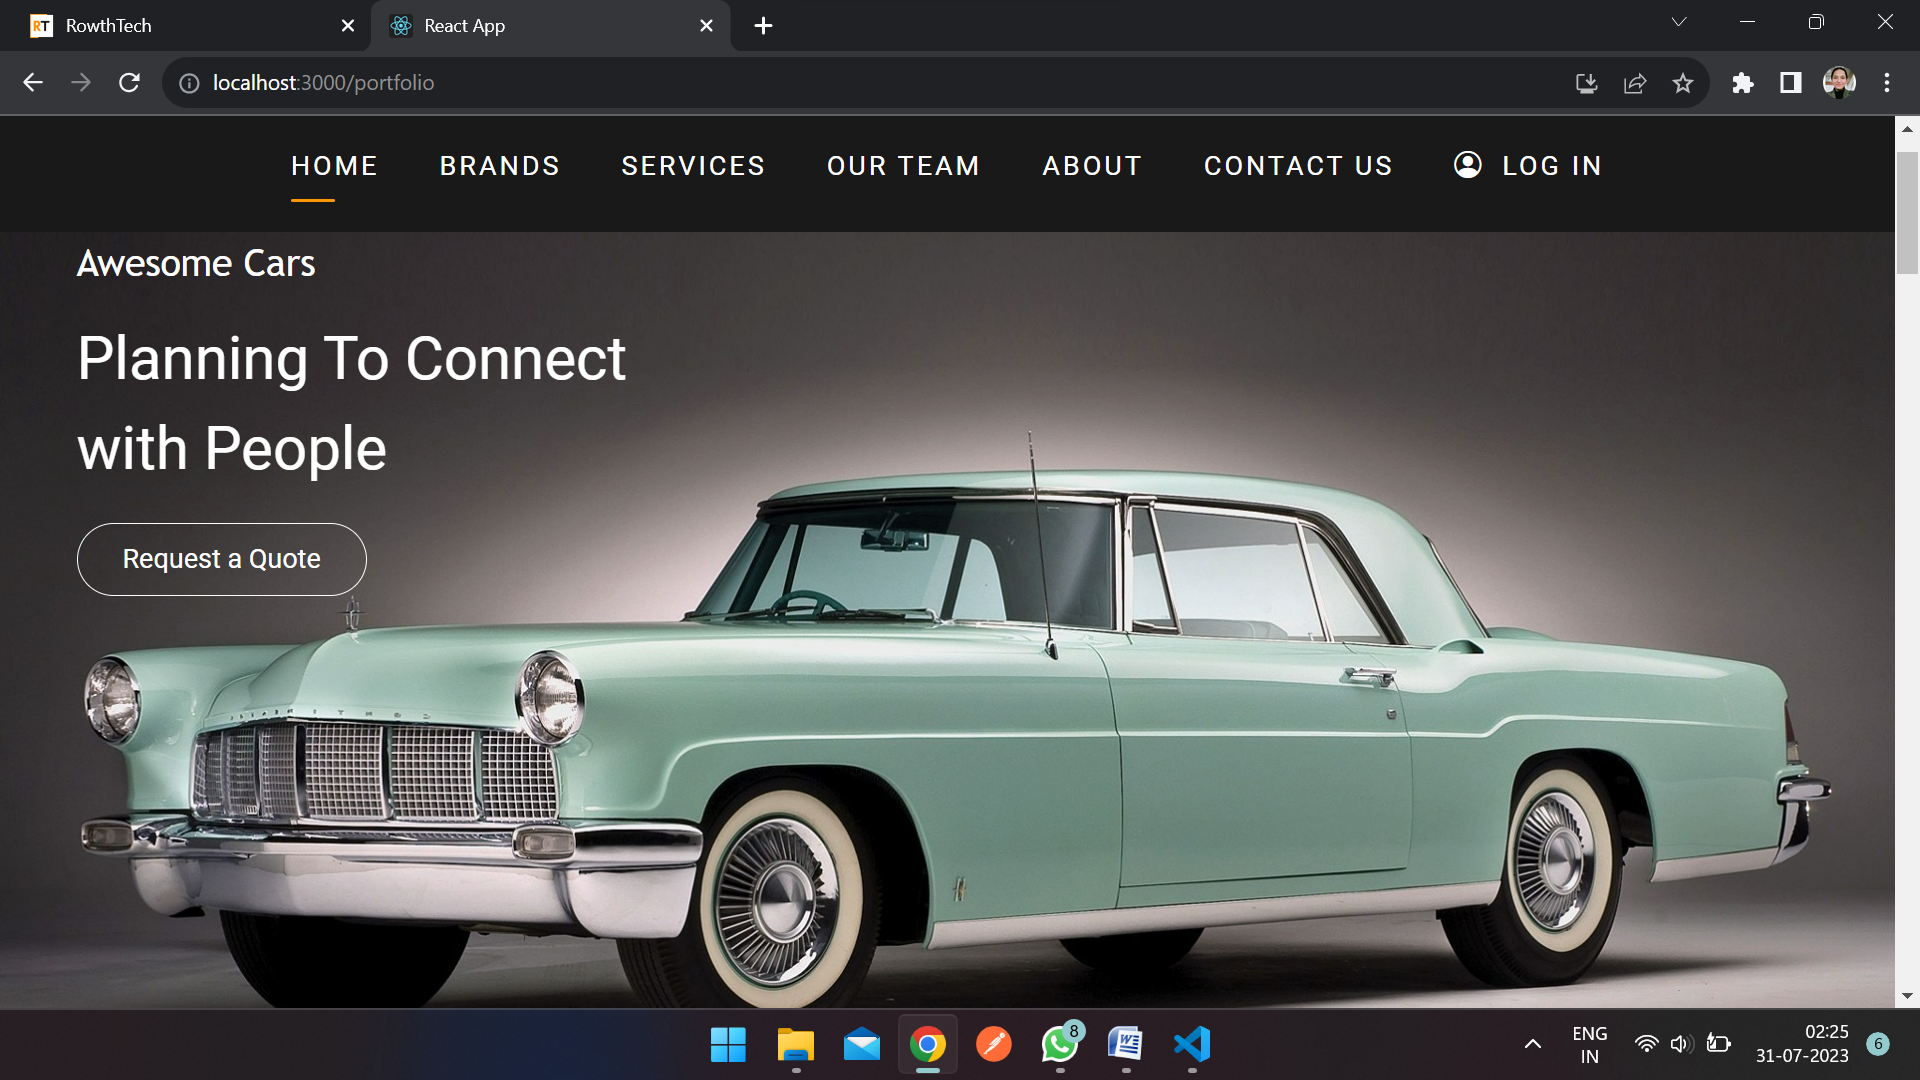 RT RowthTech
React App
localhost:3000/portfolio
HOME BRANDS SERVICES OUR TEAM ABOUT CONTACT US LOG IN
Awesome Cars
Planning To Connect
with People
Request a Quote
8
W
ENG
IN
02:25
31-07-2023
6